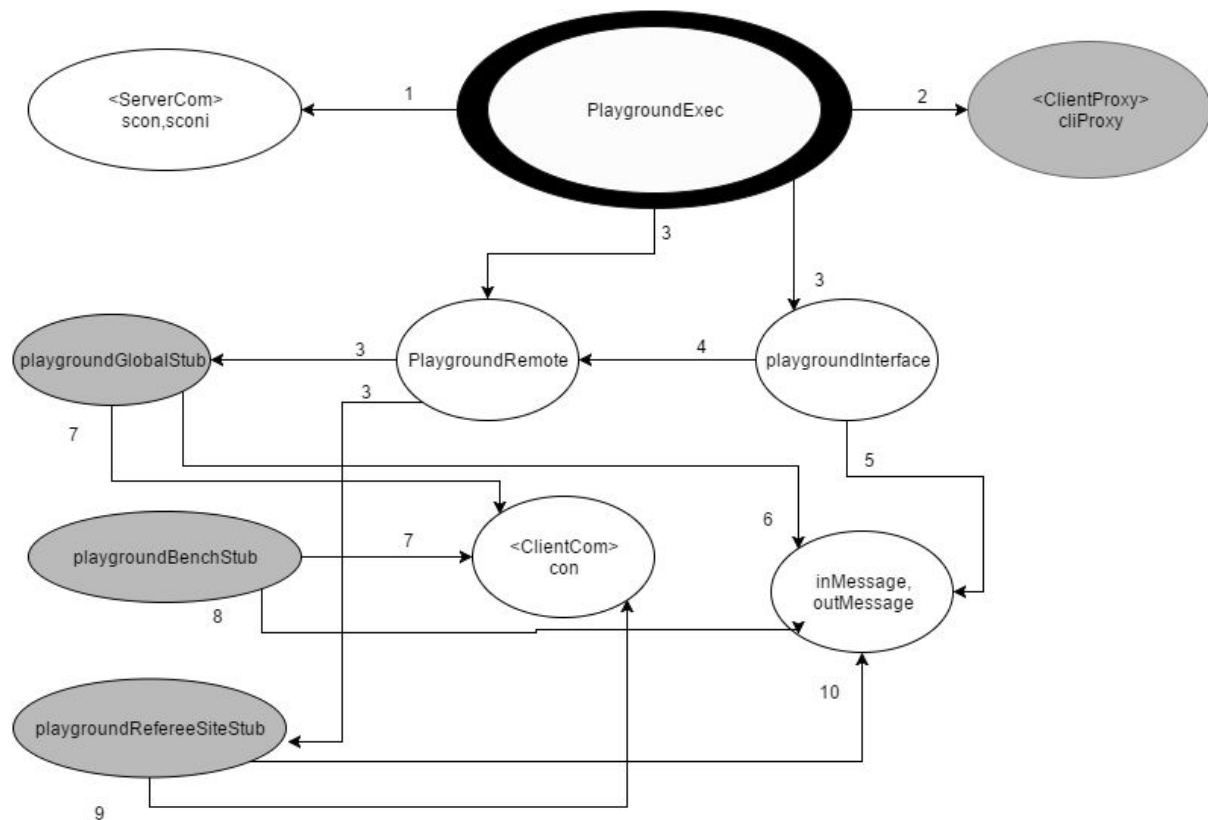 <ServerCom>
scon,sconi
1
PlaygroundExec
2
<ClientProxy>
cliProxy
3
3
playgroundGlobalStub
3
PlaygroundRemote
4
playgroundInterface
3
7
5
6
playgroundBenchStub
7
<ClientCom>
con
inMessage,
outMessage
8
playgroundRefereeSiteStub
10
9